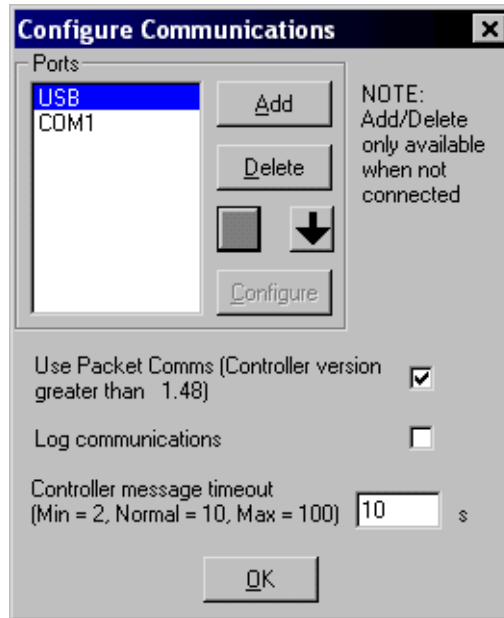 Configure Communications
Ports
USB
COM1
Add
Delete
Configure
NOTE:
Add/Delete
only available
when not
connected
Use Packet Comms (Controller version
greater than 1.48)
Log communications
Controller message timeout
(Min = 2, Normal = 10, Max = 100)
10
s
OK